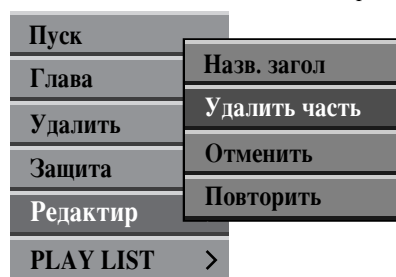 Пуск
Глава
Удалить
Защита
Редактир
PLAY LIST >
Назв. загол
Удалить часть
Отменить
Повторить